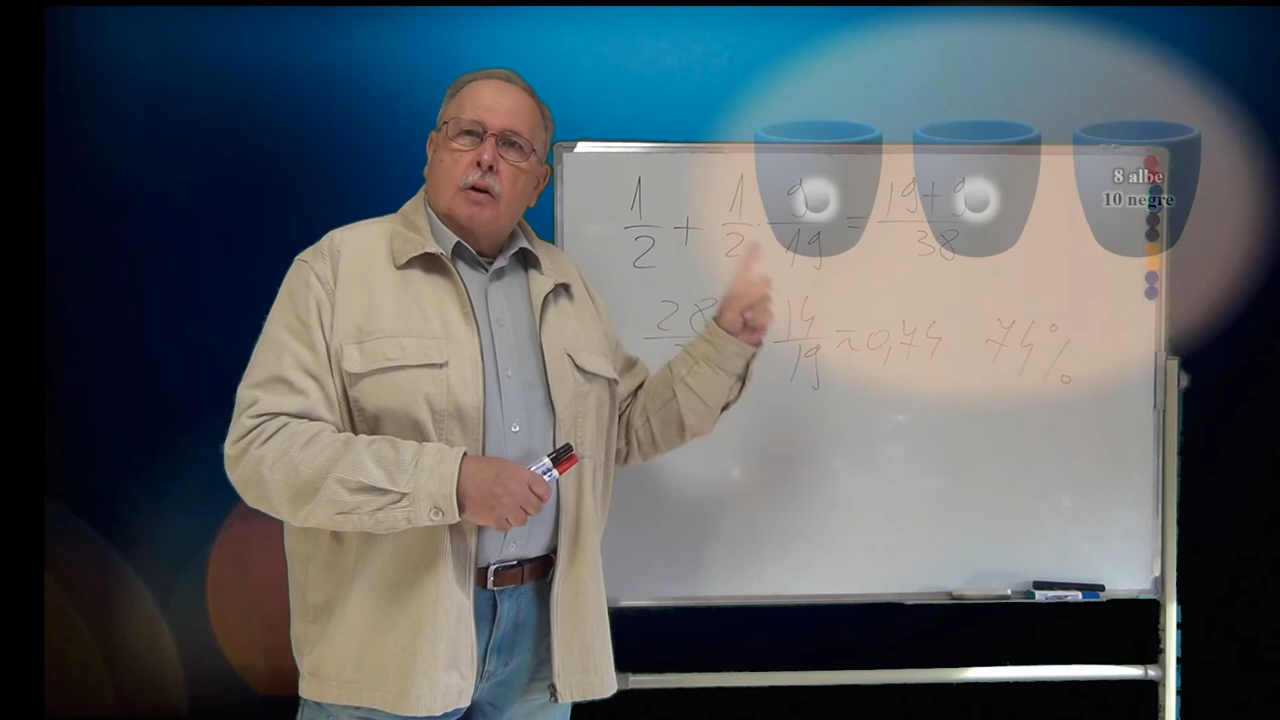 1/2 + 1/2 · 9/19 = 19+9/38
8 albe
10 negre
28 14/19 ≈ 0,74 74%